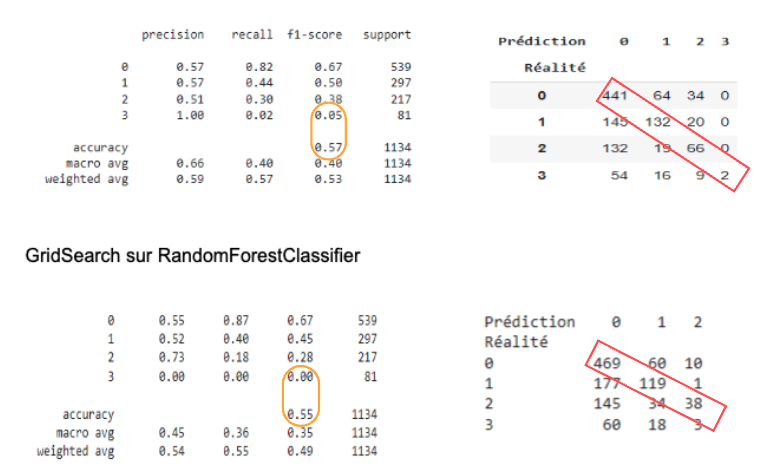 precision recall f1-score support
0 0.57 0.82 0.67 539
1 0.57 0.44 0.50 297
2 0.51 0.30 0.38 217
3 1.00 0.02 0.05 81
accuracy 0.57 1134
macro avg 0.66 0.40 0.40 1134
weighted avg 0.59 0.57 0.53 1134
Prédiction 0 1 2 3
Réalité
0 441 64 34 0
1 145 132 20 0
2 132 19 66 0
3 54 16 9 2
GridSearch sur RandomForestClassifier
0 0.55 0.87 0.67 539
1 0.52 0.40 0.45 297
2 0.73 0.18 0.28 217
3 0.00 0.00 0.00 81
accuracy 0.55 1134
macro avg 0.45 0.36 0.35 1134
weighted avg 0.54 0.55 0.49 1134
Prédiction 0 1 2
Réalité
0 469 60 10
1 177 119 1
2 145 34 38
3 60 18 3